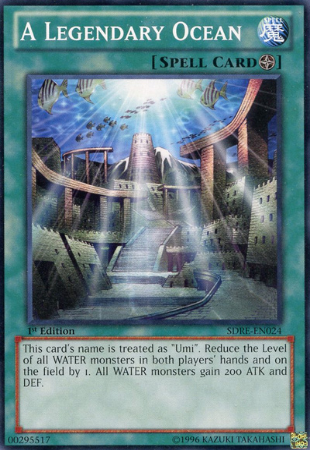 A Legendary Ocean
魔
[Spell Card]
1st Edition
SDRE-EN024
This card's name is treated as "Umi". Reduce the Level
of all WATER monsters in both players' hands and on
the field by 1. All WATER monsters gain 200 ATK and
DEF.
00295517
©1996 KAZUKI TAKAHASHI